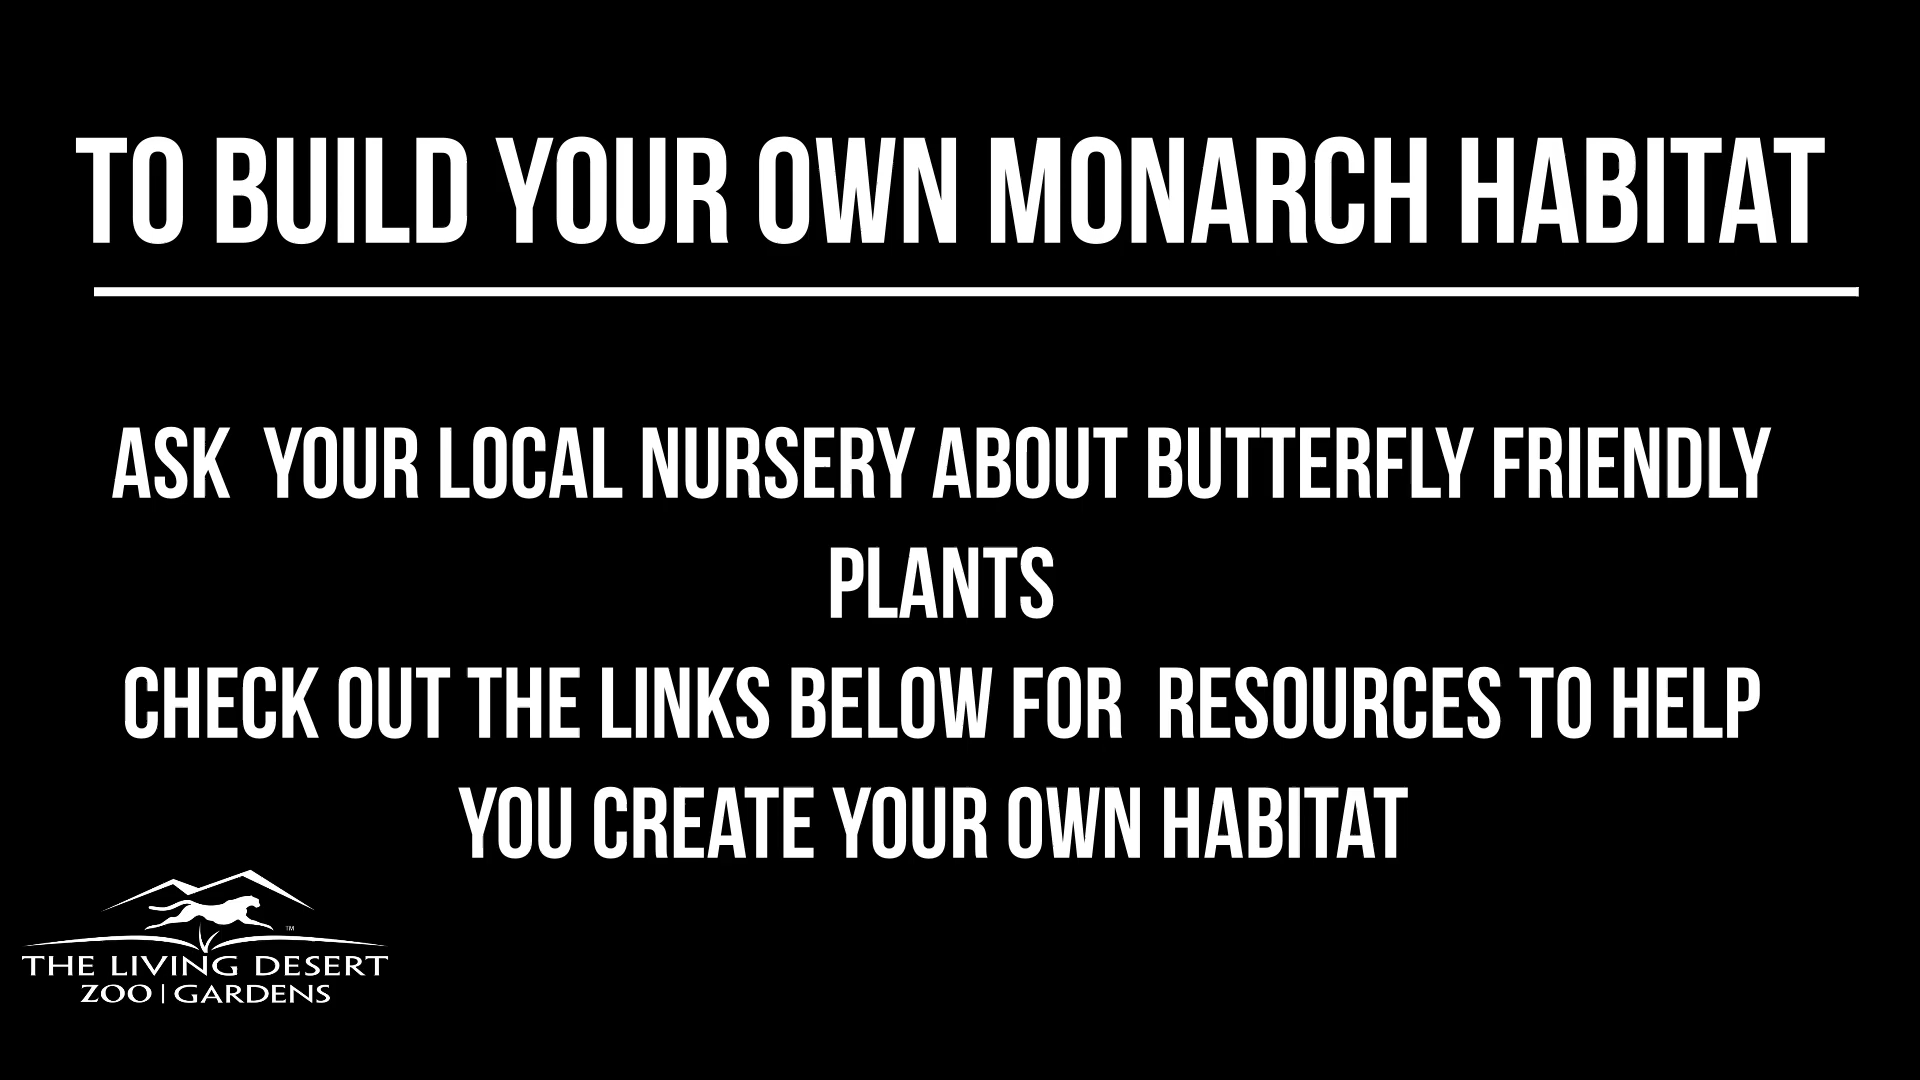 TO BUILD YOUR OWN MONARCH HABITAT
ASK YOUR LOCAL NURSERY ABOUT BUTTERFLY FRIENDLY
PLANTS
CHECK OUT THE LINKS BELOW FOR RESOURCES TO HELP
YOU CREATE YOUR OWN HABITAT
TM
THE LIVING DESERT
ZOO | GARDENS